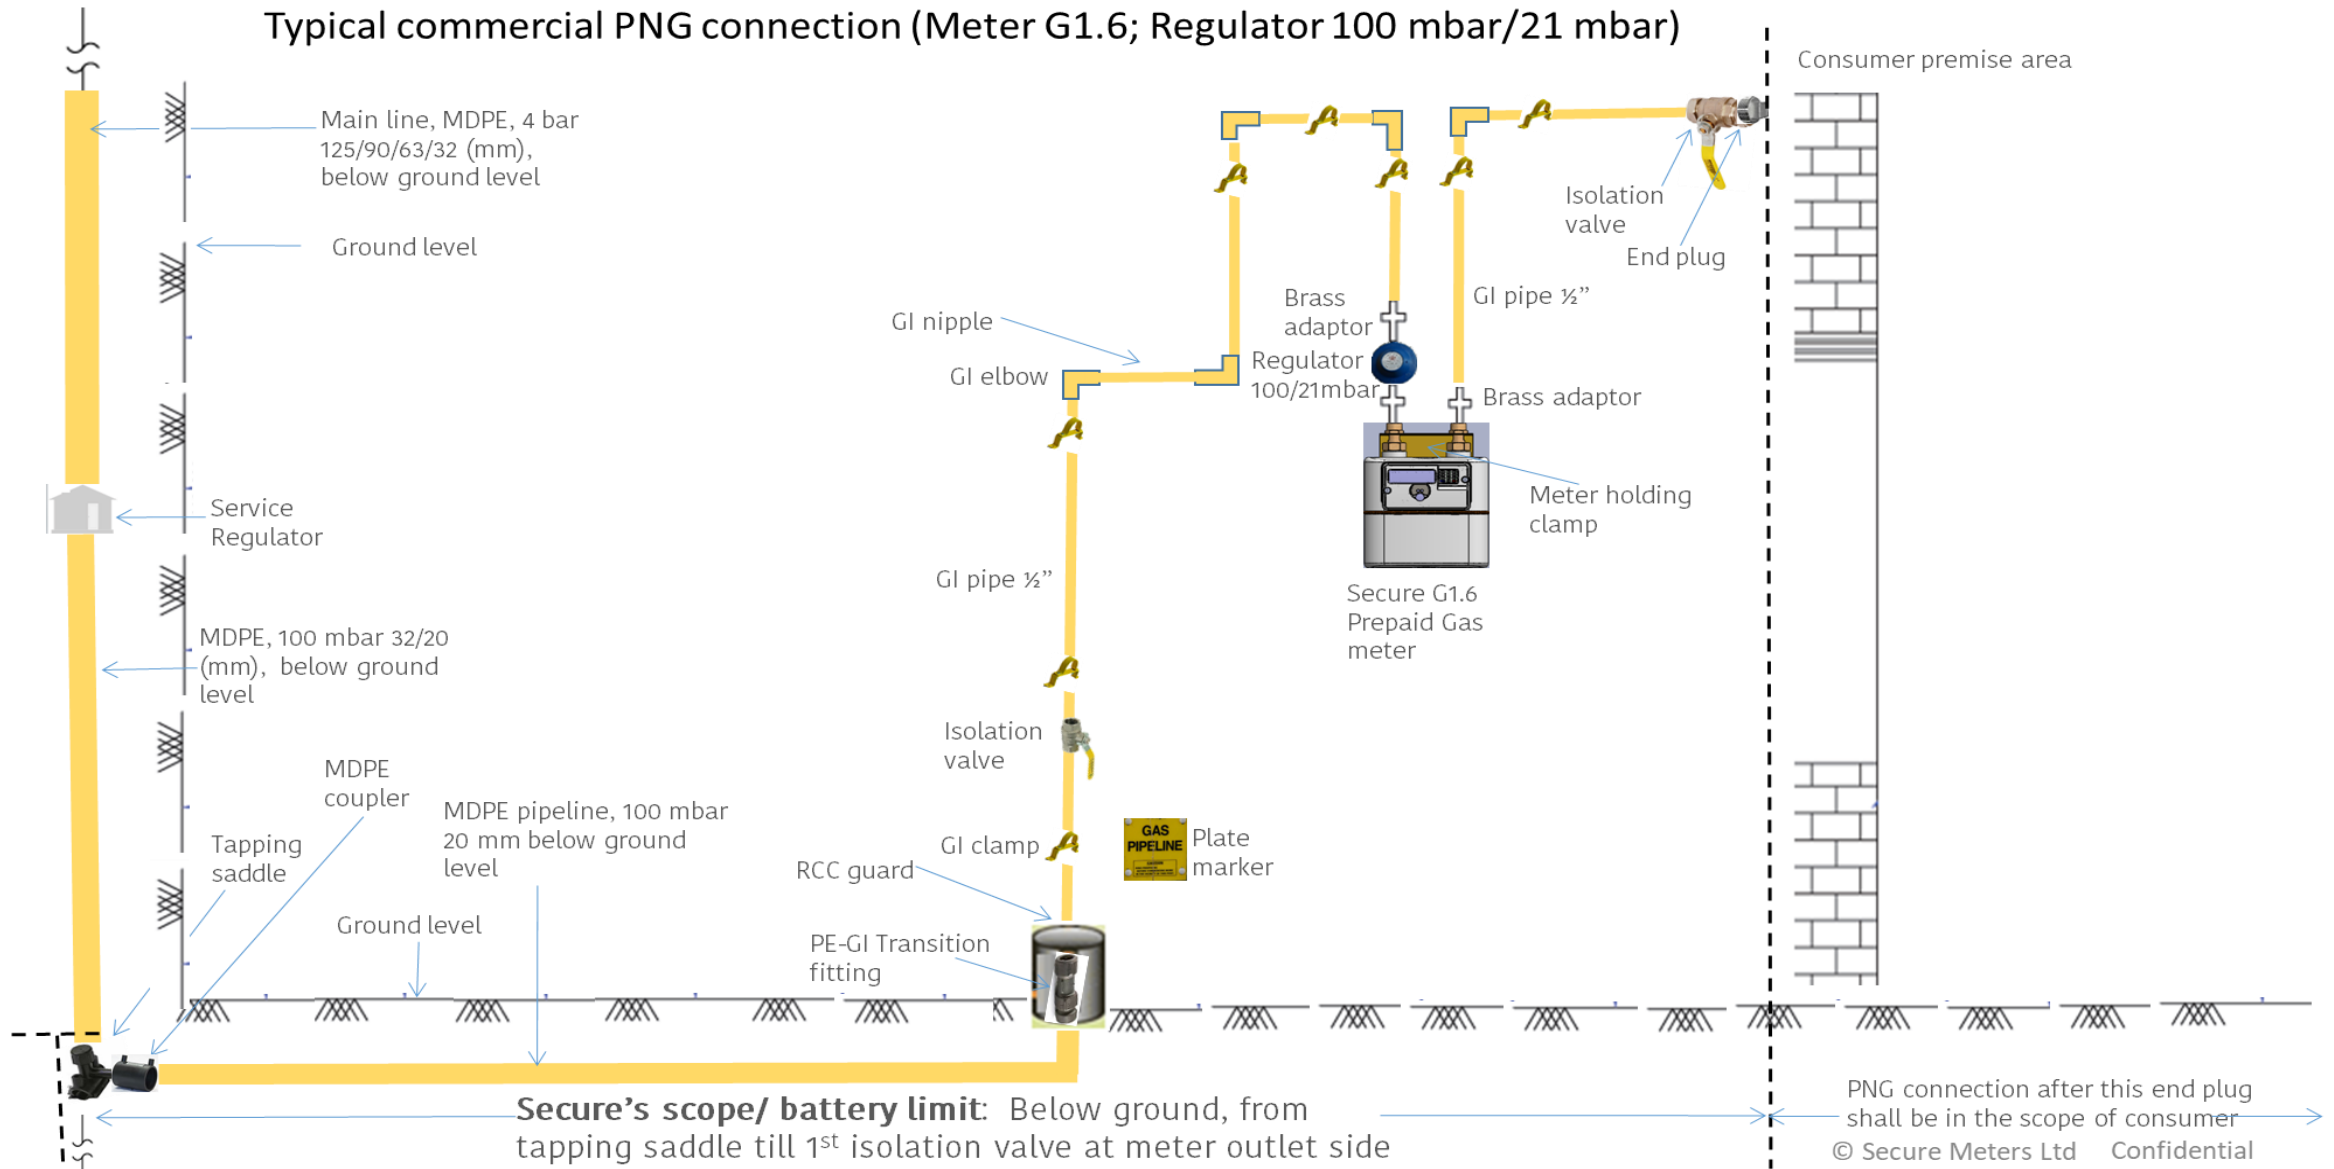 Typical commercial PNG connection (Meter G1.6; Regulator 100 mbar/21 mbar)
Consumer premise area
Main line, MDPE, 4 bar
125/90/63/32 (mm),
below ground level
Ground level
Isolation
valve
End plug
GI nipple
GI elbow
Brass
adaptor
Regulator
100/21mbar
GI pipe ½”
Brass adaptor
Meter holding
clamp
Service
Regulator
GI pipe ½”
Secure G1.6
Prepaid Gas
meter
MDPE, 100 mbar 32/20
(mm), below ground
level
Isolation
valve
MDPE
coupler
MDPE pipeline, 100 mbar
20 mm below ground
level
Tapping
saddle
GI clamp
GAS
PIPELINE
Plate
marker
RCC guard
Ground level
PE-GI Transition
fitting
Secure’s scope/ battery limit: Below ground, from
tapping saddle till 1st isolation valve at meter outlet side
PNG connection after this end plug
shall be in the scope of consumer
© Secure Meters Ltd Confidential